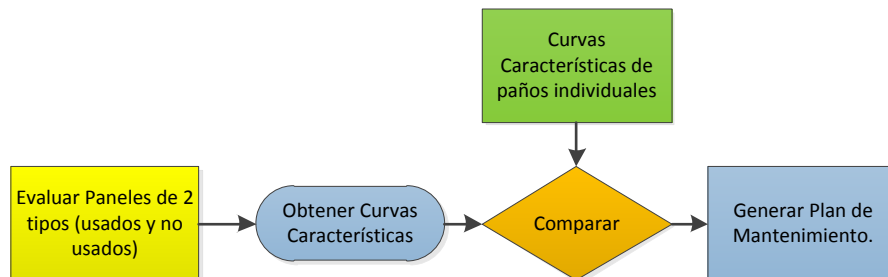 Curvas
Características de
paños individuales
Evaluar Paneles de 2
tipos (usados y no
usados)
Obtener Curvas
Características
Comparar
Generar Plan de
Mantenimiento.